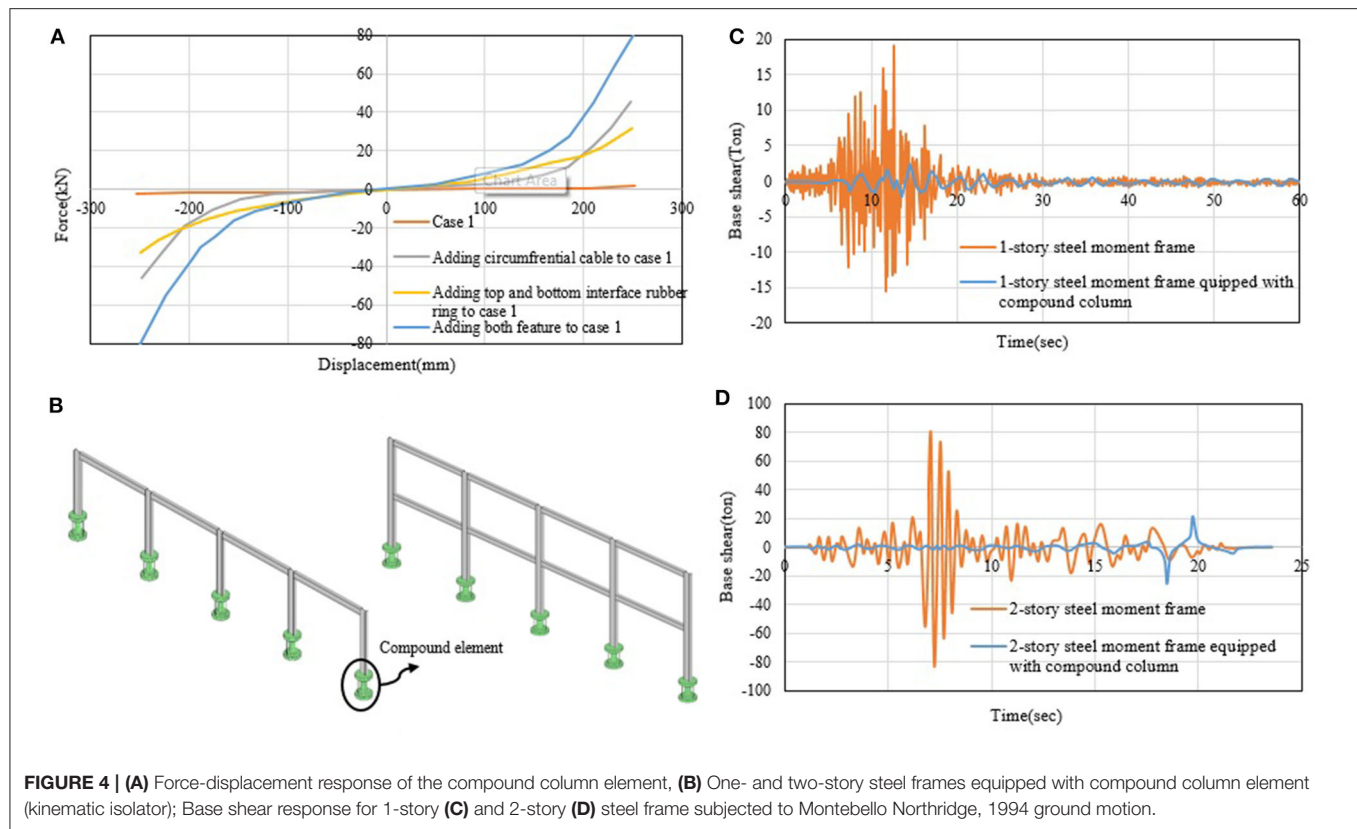 A
80
60
40
20
0
-20
-40
-60
-80
-300
-200
-100
0
100
200
300
Force(kN)
Displacement(mm)
Chart Area
Case 1
Adding circumfrential cable to case 1
Adding top and bottom interface rubber
ring to case 1
Adding both feature to case 1
B
Compound element
C
20
15
10
5
0
-5
-10
-15
-20
0
10
20
30
40
50
60
Base shear(Ton)
Time(sec)
1-story steel moment frame
1-story steel moment frame quipped with
compound column
D
100
80
60
40
20
0
-20
-40
-60
-80
-100
0
5
10
15
20
25
Base shear(ton)
Time(sec)
2-story steel moment frame
2-story steel moment frame equipped
with compound column
FIGURE 4 | (A) Force-displacement response of the compound column element, (B) One- and two-story steel frames equipped with compound column element
(kinematic isolator); Base shear response for 1-story (C) and 2-story (D) steel frame subjected to Montebello Northridge, 1994 ground motion.